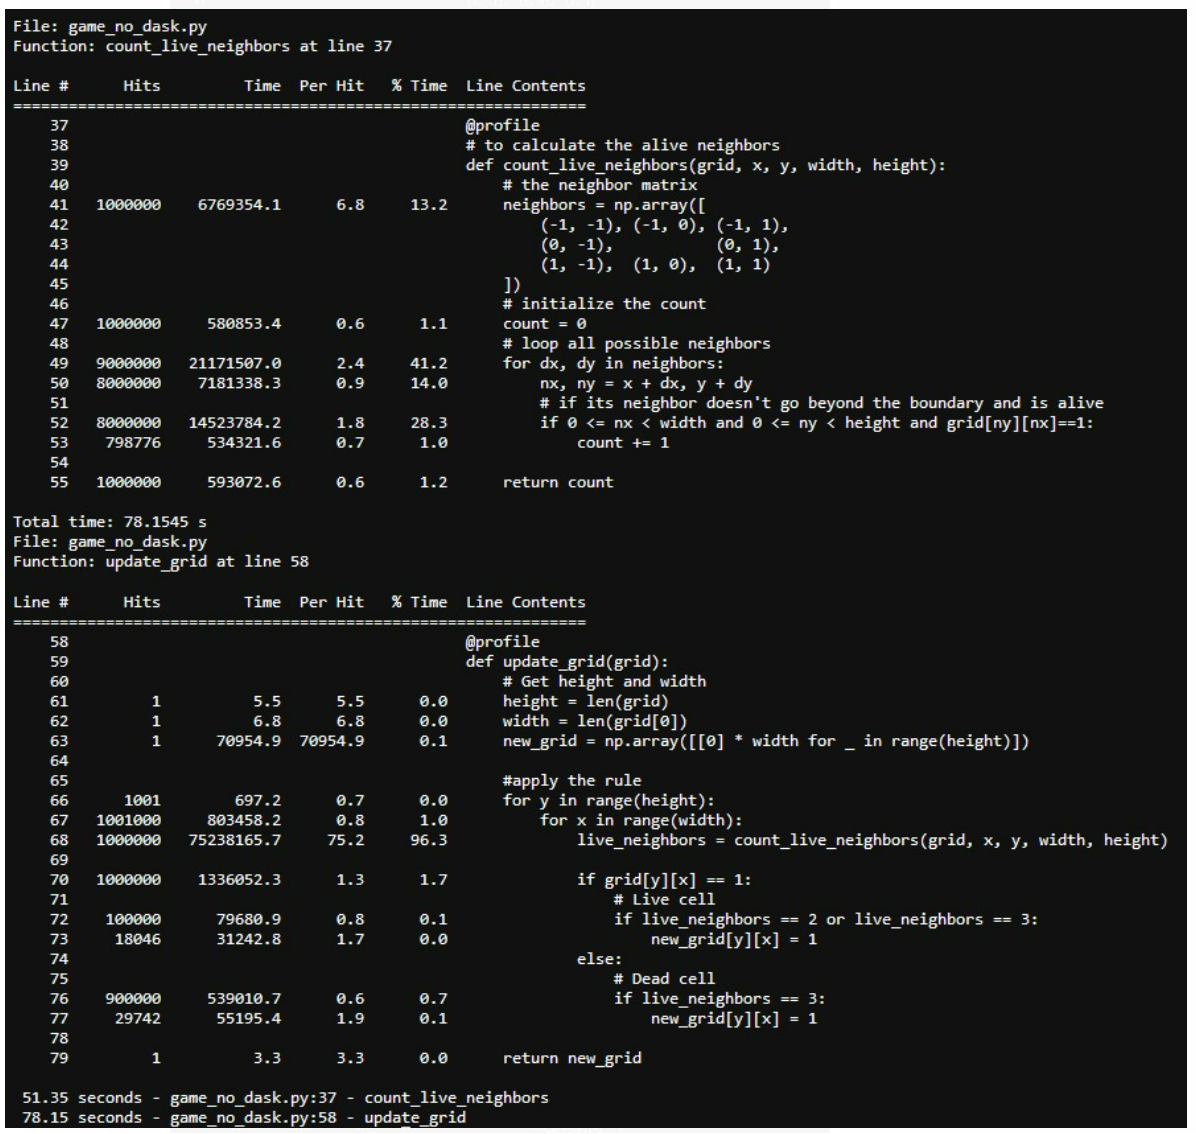 File: game_no_dask.py
Function: count_live_neighbors at line 37

Line #      Hits         Time  Per Hit   % Time  Line Contents
==============================================================
    37                                           @profile
    38                                           # to calculate the alive neighbors
    39                                           def count_live_neighbors(grid, x, y, width, height):
    40                                               # the neighbor matrix
    41   1000000    6769354.1      6.8     13.2      neighbors = np.array([
    42                                                   (-1, -1), (-1, 0), (-1, 1),
    43                                                   (0, -1),           (0, 1),
    44                                                   (1, -1),  (1, 0),  (1, 1)
    45                                               ])
    46                                               # initialize the count
    47   1000000     580853.4      0.6      1.1      count = 0
    48                                               # loop all possible neighbors
    49   9000000   21171507.0      2.4     41.2      for dx, dy in neighbors:
    50   8000000    7181338.3      0.9     14.0          nx, ny = x + dx, y + dy
    51                                                   # if its neighbor doesn't go beyond the boundary and is alive
    52   8000000   14523784.2      1.8     28.3          if 0 <= nx < width and 0 <= ny < height and grid[ny][nx]==1:
    53    798776     534321.6      0.7      1.0              count += 1
    54
    55   1000000     593072.6      0.6      1.2      return count

Total time: 78.1545 s
File: game_no_dask.py
Function: update_grid at line 58

Line #      Hits         Time  Per Hit   % Time  Line Contents
==============================================================
    58                                           @profile
    59                                           def update_grid(grid):
    60                                               # Get height and width
    61         1          5.5      5.5      0.0      height = len(grid)
    62         1          6.8      6.8      0.0      width = len(grid[0])
    63         1      70954.9  70954.9      0.1      new_grid = np.array([[0] * width for _ in range(height)])
    64
    65                                               #apply the rule
    66      1001        697.2      0.7      0.0      for y in range(height):
    67   1001000     803458.2      0.8      1.0          for x in range(width):
    68   1000000   75238165.7     75.2     96.3              live_neighbors = count_live_neighbors(grid, x, y, width, height)
    69
    70   1000000    1336052.3      1.3      1.7              if grid[y][x] == 1:
    71                                                           # Live cell
    72    100000      79680.9      0.8      0.1                  if live_neighbors == 2 or live_neighbors == 3:
    73     18046      31242.8      1.7      0.0                      new_grid[y][x] = 1
    74                                                       else:
    75                                                           # Dead cell
    76    900000     539010.7      0.6      0.7                  if live_neighbors == 3:
    77     29742      55195.4      1.9      0.1                      new_grid[y][x] = 1
    78
    79         1          3.3      3.3      0.0      return new_grid

 51.35 seconds - game_no_dask.py:37 - count_live_neighbors
 78.15 seconds - game_no_dask.py:58 - update_grid